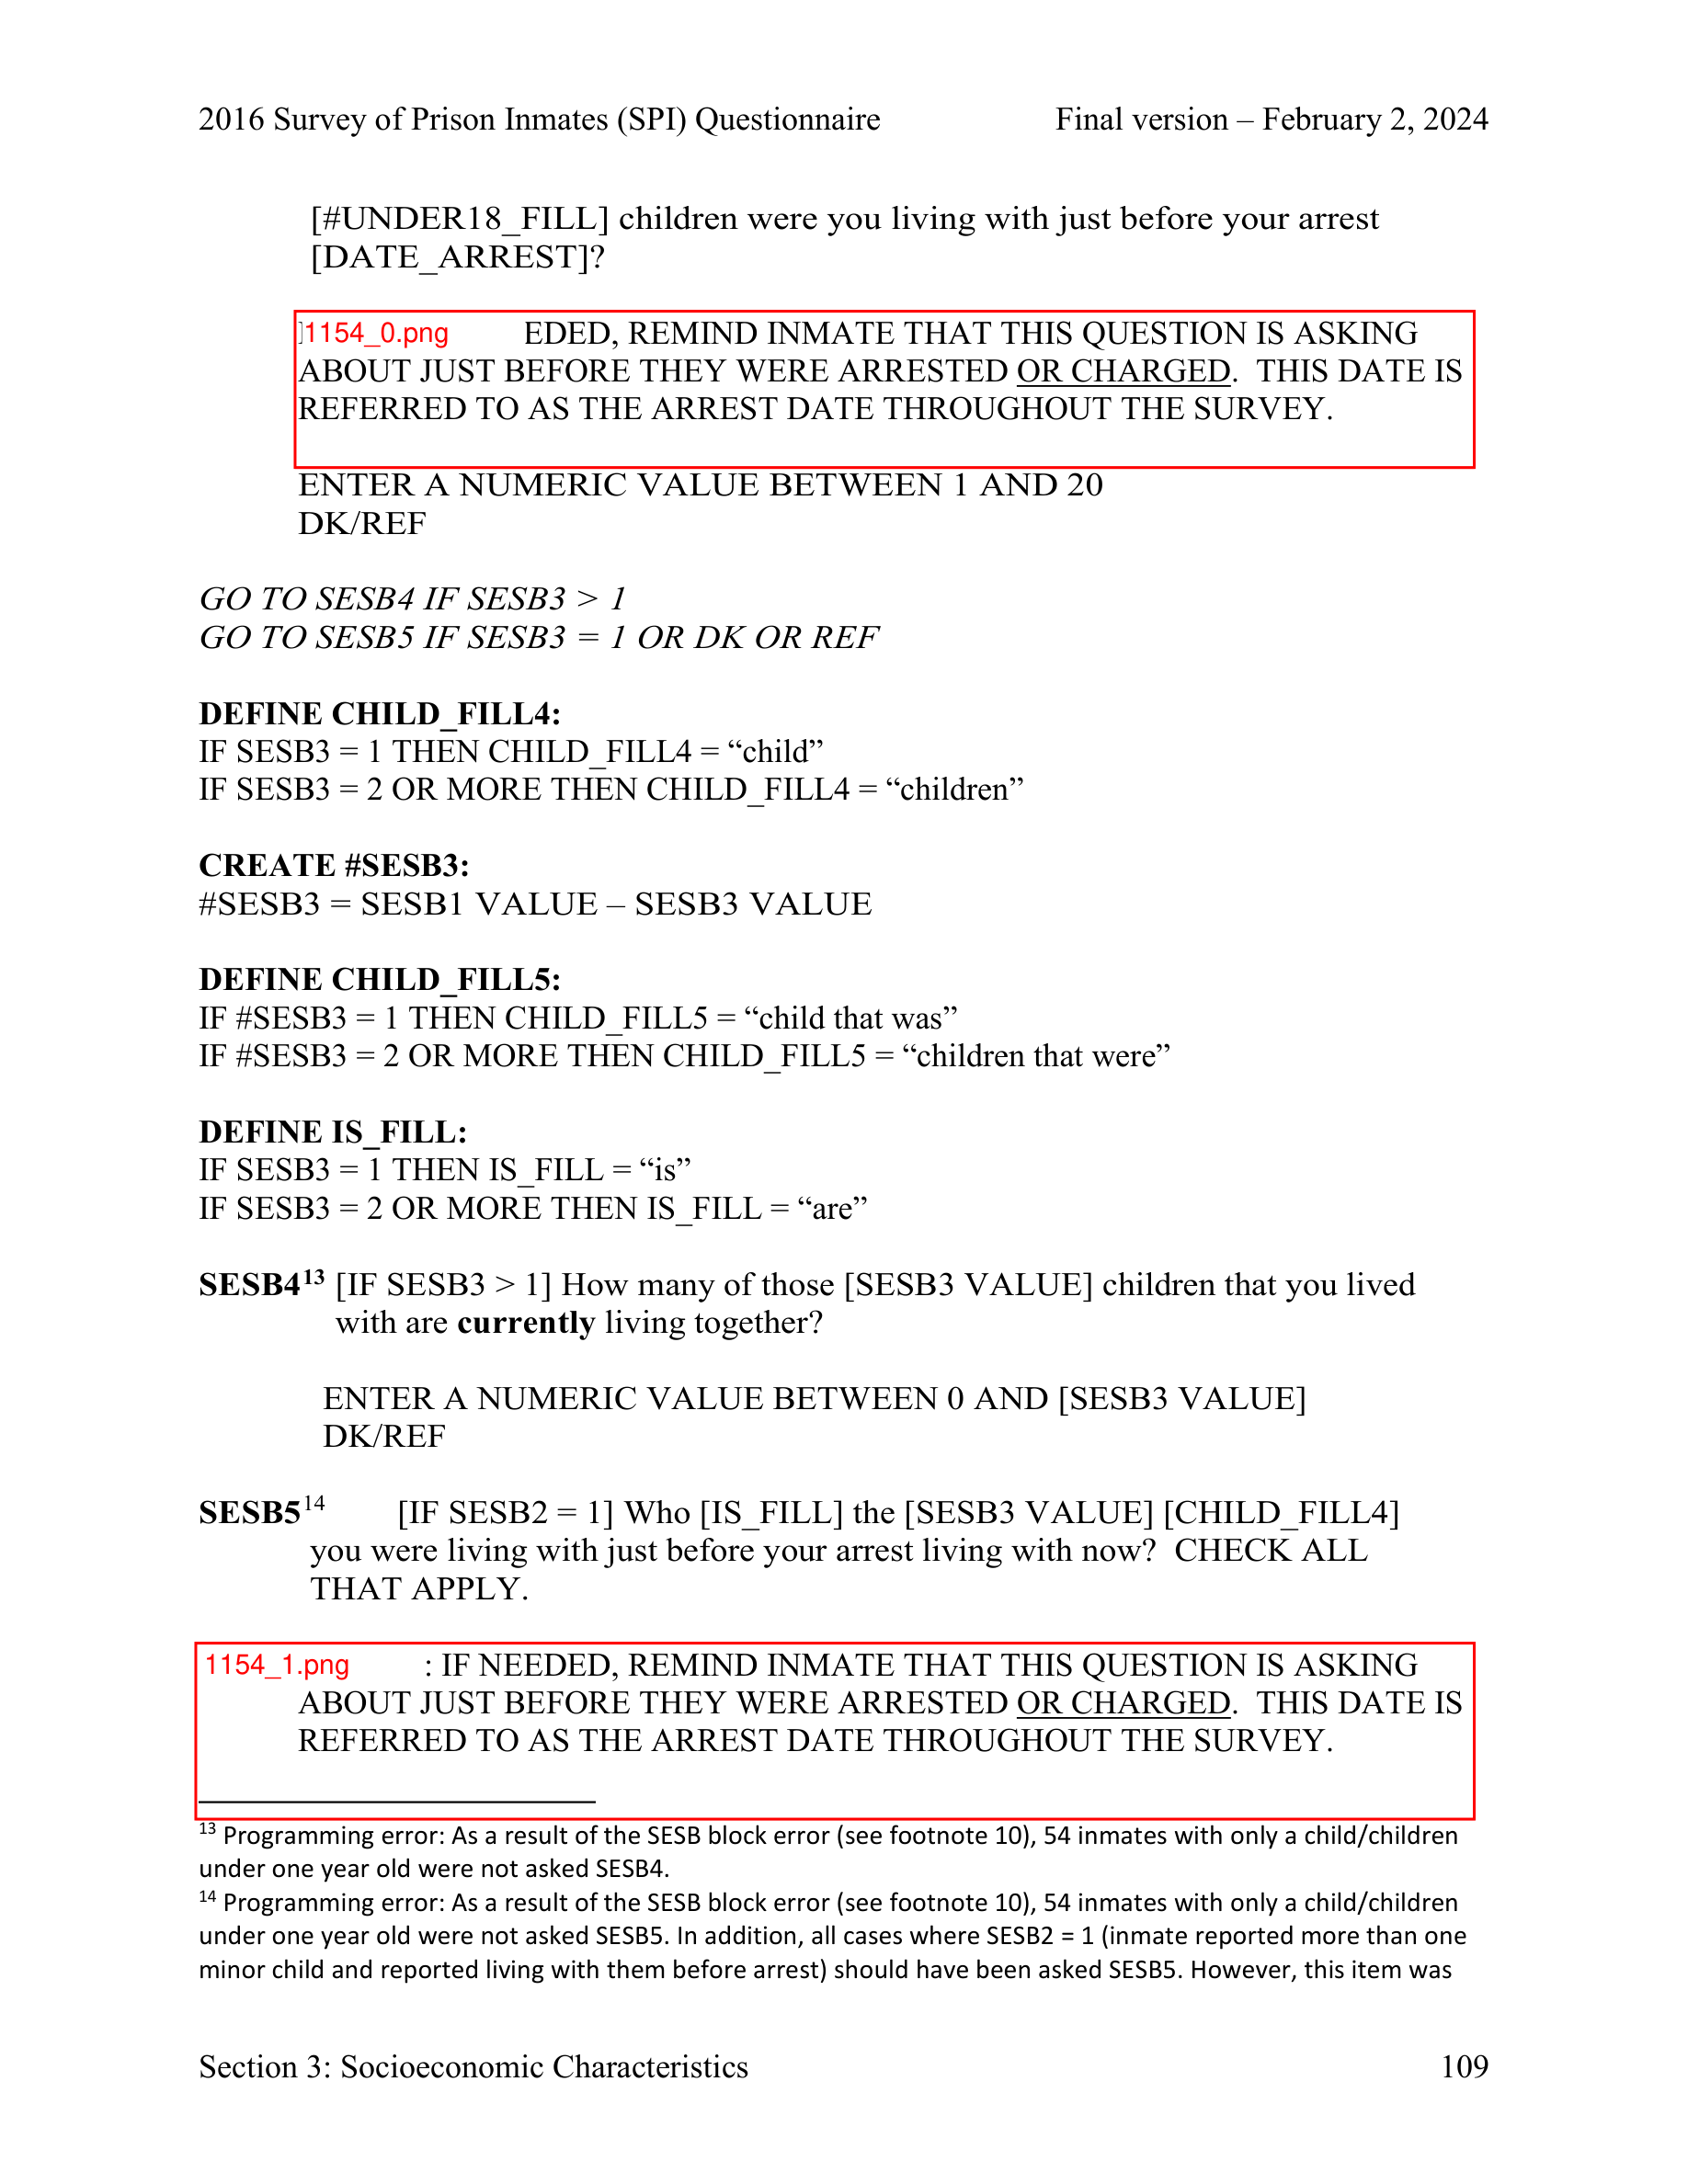 2016 Survey of Prison Inmates (SPI) Questionnaire Final version – February 2, 2024
[#UNDER18_FILL] children were you living with just before your arrest
[DATE_ARREST]?
1154_0.png EDED, REMIND INMATE THAT THIS QUESTION IS ASKING
ABOUT JUST BEFORE THEY WERE ARRESTED OR CHARGED. THIS DATE IS
REFERRED TO AS THE ARREST DATE THROUGHOUT THE SURVEY.
ENTER A NUMERIC VALUE BETWEEN 1 AND 20
DK/REF
GO TO SESB4 IF SESB3 > 1
GO TO SESB5 IF SESB3 = 1 OR DK OR REF
DEFINE CHILD_FILL4:
IF SESB3 = 1 THEN CHILD_FILL4 = “child”
IF SESB3 = 2 OR MORE THEN CHILD_FILL4 = “children”
CREATE #SESB3:
#SESB3 = SESB1 VALUE – SESB3 VALUE
DEFINE CHILD_FILL5:
IF #SESB3 = 1 THEN CHILD_FILL5 = “child that was”
IF #SESB3 = 2 OR MORE THEN CHILD_FILL5 = “children that were”
DEFINE IS_FILL:
IF SESB3 = 1 THEN IS_FILL = “is”
IF SESB3 = 2 OR MORE THEN IS_FILL = “are”
SESB4¹³ [IF SESB3 > 1] How many of those [SESB3 VALUE] children that you lived
with are currently living together?
ENTER A NUMERIC VALUE BETWEEN 0 AND [SESB3 VALUE]
DK/REF
SESB5¹⁴ [IF SESB2 = 1] Who [IS_FILL] the [SESB3 VALUE] [CHILD_FILL4]
you were living with just before your arrest living with now? CHECK ALL
THAT APPLY.
1154_1.png : IF NEEDED, REMIND INMATE THAT THIS QUESTION IS ASKING
ABOUT JUST BEFORE THEY WERE ARRESTED OR CHARGED. THIS DATE IS
REFERRED TO AS THE ARREST DATE THROUGHOUT THE SURVEY.
¹³ Programming error: As a result of the SESB block error (see footnote 10), 54 inmates with only a child/children
under one year old were not asked SESB4.
¹⁴ Programming error: As a result of the SESB block error (see footnote 10), 54 inmates with only a child/children
under one year old were not asked SESB5. In addition, all cases where SESB2 = 1 (inmate reported more than one
minor child and reported living with them before arrest) should have been asked SESB5. However, this item was
Section 3: Socioeconomic Characteristics 109